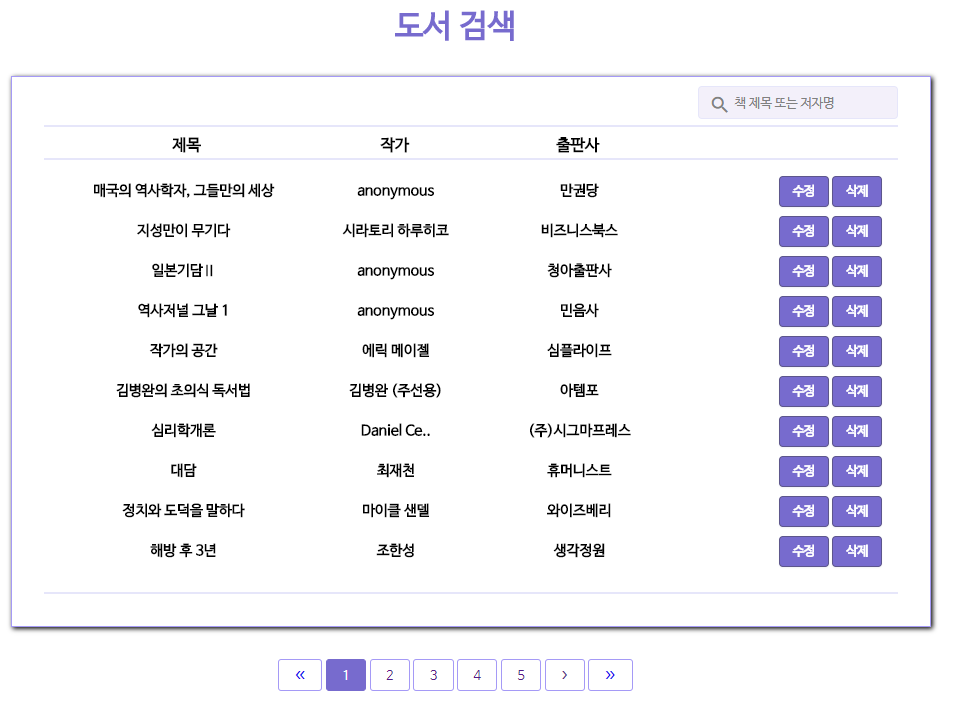 도서 검색
책 제목 또는 저자명
제목 작가 출판사
매국의 역사학자, 그들만의 세상 anonymous 만권당 수정 삭제
지성만이 무기다 시라토리 하루히코 비즈니스북스 수정 삭제
일본기담Ⅱ anonymous 청아출판사 수정 삭제
역사저널 그날 1 anonymous 민음사 수정 삭제
작가의 공간 에릭 메이젤 심플라이프 수정 삭제
김병완의 초의식 독서법 김병완 (주선용) 아템포 수정 삭제
심리학개론 Daniel Ce.. (주)시그마프레스 수정 삭제
대담 최재천 휴머니스트 수정 삭제
정치와 도덕을 말하다 마이클 샌델 와이즈베리 수정 삭제
해방 후 3년 조한성 생각정원 수정 삭제
« 1 2 3 4 5 › »